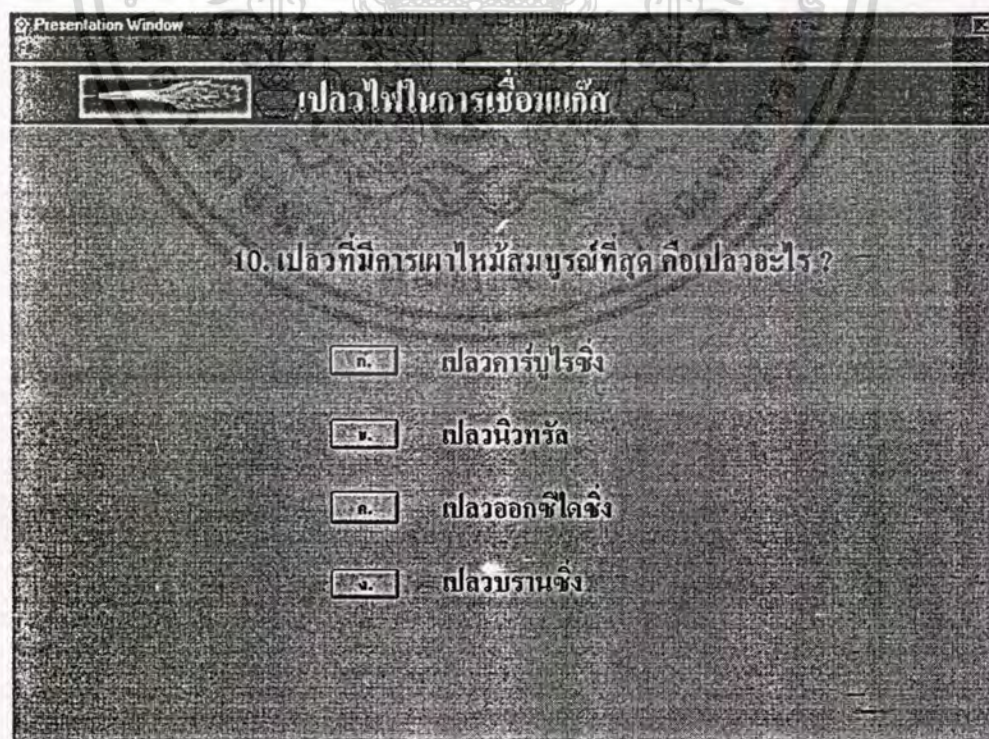 Presentation Window
เปลวไฟในการเชื่อมแก๊ส
10. เปลวที่มีการเผาไหม้สมบูรณ์ที่สุด คือเปลวอะไร ?
ก. เปลวคาร์บูไรซิ่ง
ข. เปลวนิวทรัล
ค. เปลวออกซิไดซิ่ง
ง. เปลวบรานซิ่ง